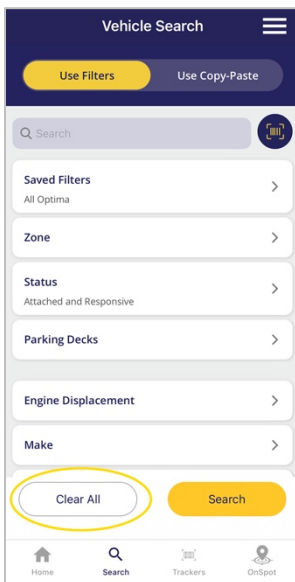 Vehicle Search
Use Filters
Use Copy-Paste
Search
Saved Filters
All Optima
Zone
Status
Attached and Responsive
Parking Decks
Engine Displacement
Make
Clear All
Search
Home
Search
Trackers
OnSpot